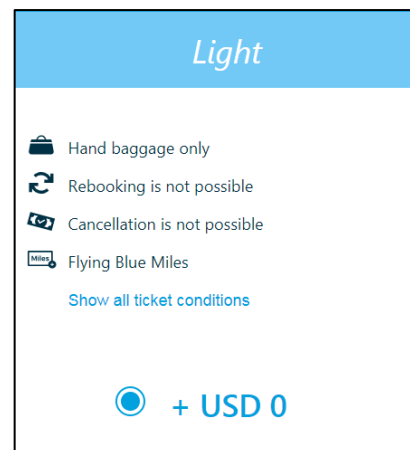 Light
Hand baggage only
Rebooking is not possible
Cancellation is not possible
Miles
Flying Blue Miles
Show all ticket conditions
+ USD 0